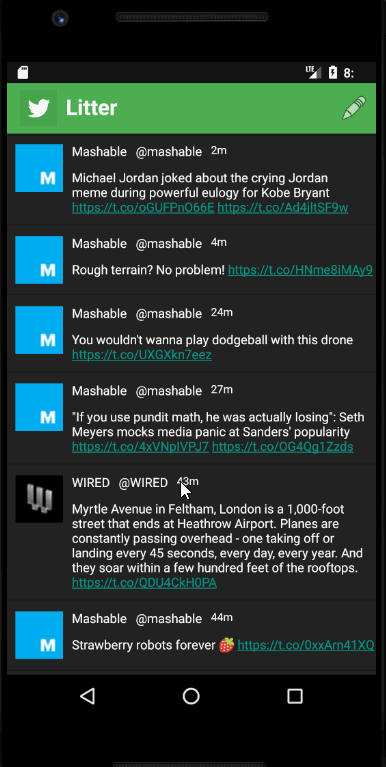 LTE 8:
Litter
Mashable @mashable 2m
Michael Jordan joked about the crying Jordan
meme during powerful eulogy for Kobe Bryant
https://t.co/oGUFPnO66E https://t.co/Ad4jltSF9w
Mashable @mashable 4m
Rough terrain? No problem! https://t.co/HNme8iMAy9
Mashable @mashable 24m
You wouldn't wanna play dodgeball with this drone
https://t.co/UXGXkn7eez
Mashable @mashable 27m
"If you use pundit math, he was actually losing": Seth
Meyers mocks media panic at Sanders' popularity
https://t.co/4xVNpIVPJ7 https://t.co/OG4Qg1Zzds
WIRED @WIRED 43m
Myrtle Avenue in Feltham, London is a 1,000-foot
street that ends at Heathrow Airport. Planes are
constantly passing overhead - one taking off or
landing every 45 seconds, every day, every year. And
they soar within a few hundred feet of the rooftops.
https://t.co/QDU4CkH0PA
Mashable @mashable 44m
Strawberry robots forever 🍓 https://t.co/0xxArn41XQ